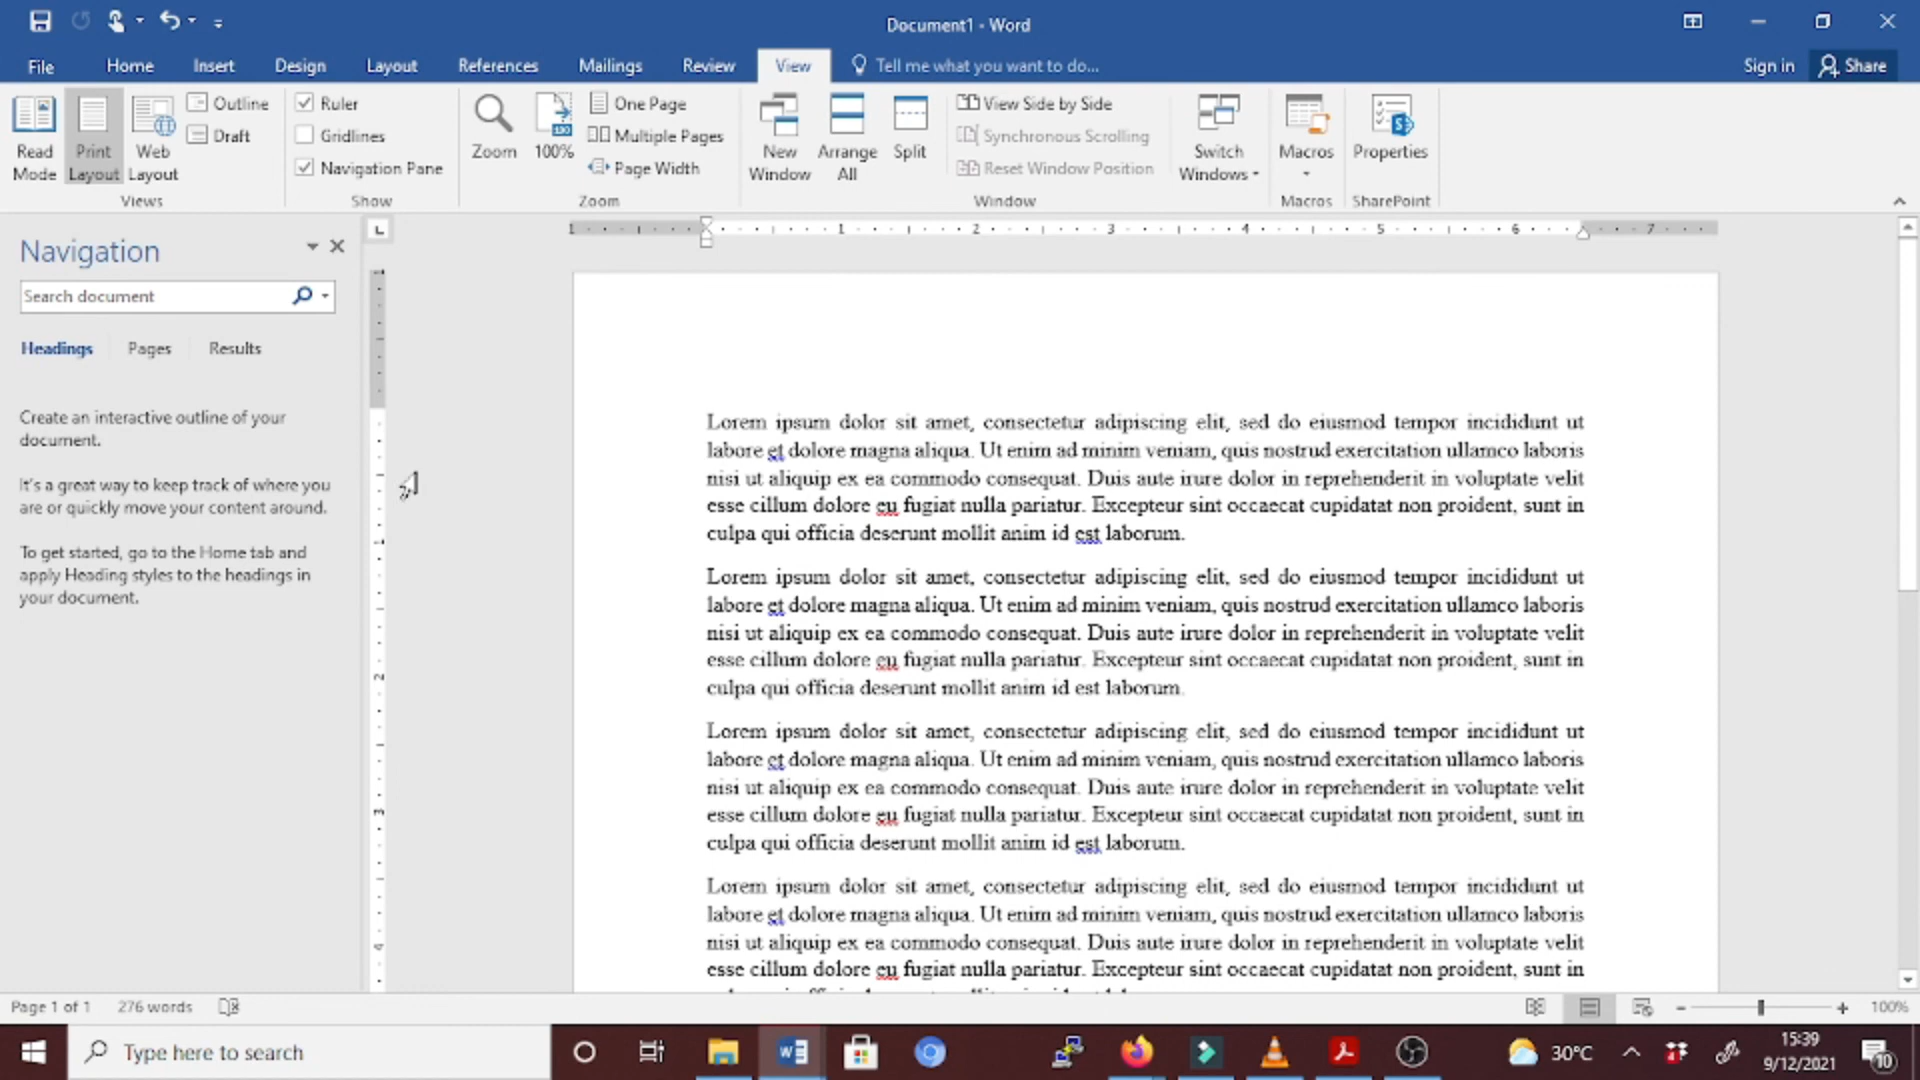 Document1 - Word
File Home Insert Design Layout References Mailings Review View Tell me what you want to do... Sign in Share
Read Mode
Print Layout
Web Layout
Outline
Draft
Views
Ruler
Gridlines
Navigation Pane
Show
Zoom
100%
One Page
Multiple Pages
Page Width
Zoom
New Window
Arrange All
Split
View Side by Side
Synchronous Scrolling
Reset Window Position
Window
Switch Windows
Macros
Macros
Properties
SharePoint
Navigation
Search document
Headings Pages Results
Create an interactive outline of your
document.
It's a great way to keep track of where you
are or quickly move your content around.
To get started, go to the Home tab and
apply Heading styles to the headings in
your document.
1 1 2 3 4 5 6 7
1
2
3
4
Lorem ipsum dolor sit amet, consectetur adipiscing elit, sed do eiusmod tempor incididunt ut
labore et dolore magna aliqua. Ut enim ad minim veniam, quis nostrud exercitation ullamco laboris
nisi ut aliquip ex ea commodo consequat. Duis aute irure dolor in reprehenderit in voluptate velit
esse cillum dolore eu fugiat nulla pariatur. Excepteur sint occaecat cupidatat non proident, sunt in
culpa qui officia deserunt mollit anim id est laborum.
Lorem ipsum dolor sit amet, consectetur adipiscing elit, sed do eiusmod tempor incididunt ut
labore et dolore magna aliqua. Ut enim ad minim veniam, quis nostrud exercitation ullamco laboris
nisi ut aliquip ex ea commodo consequat. Duis aute irure dolor in reprehenderit in voluptate velit
esse cillum dolore eu fugiat nulla pariatur. Excepteur sint occaecat cupidatat non proident, sunt in
culpa qui officia deserunt mollit anim id est laborum.
Lorem ipsum dolor sit amet, consectetur adipiscing elit, sed do eiusmod tempor incididunt ut
labore et dolore magna aliqua. Ut enim ad minim veniam, quis nostrud exercitation ullamco laboris
nisi ut aliquip ex ea commodo consequat. Duis aute irure dolor in reprehenderit in voluptate velit
esse cillum dolore eu fugiat nulla pariatur. Excepteur sint occaecat cupidatat non proident, sunt in
culpa qui officia deserunt mollit anim id est laborum.
Lorem ipsum dolor sit amet, consectetur adipiscing elit, sed do eiusmod tempor incididunt ut
labore et dolore magna aliqua. Ut enim ad minim veniam, quis nostrud exercitation ullamco laboris
nisi ut aliquip ex ea commodo consequat. Duis aute irure dolor in reprehenderit in voluptate velit
esse cillum dolore eu fugiat nulla pariatur. Excepteur sint occaecat cupidatat non proident, sunt in
Page 1 of 1 276 words 100%
Type here to search 30°C 15:39
9/12/2021 10